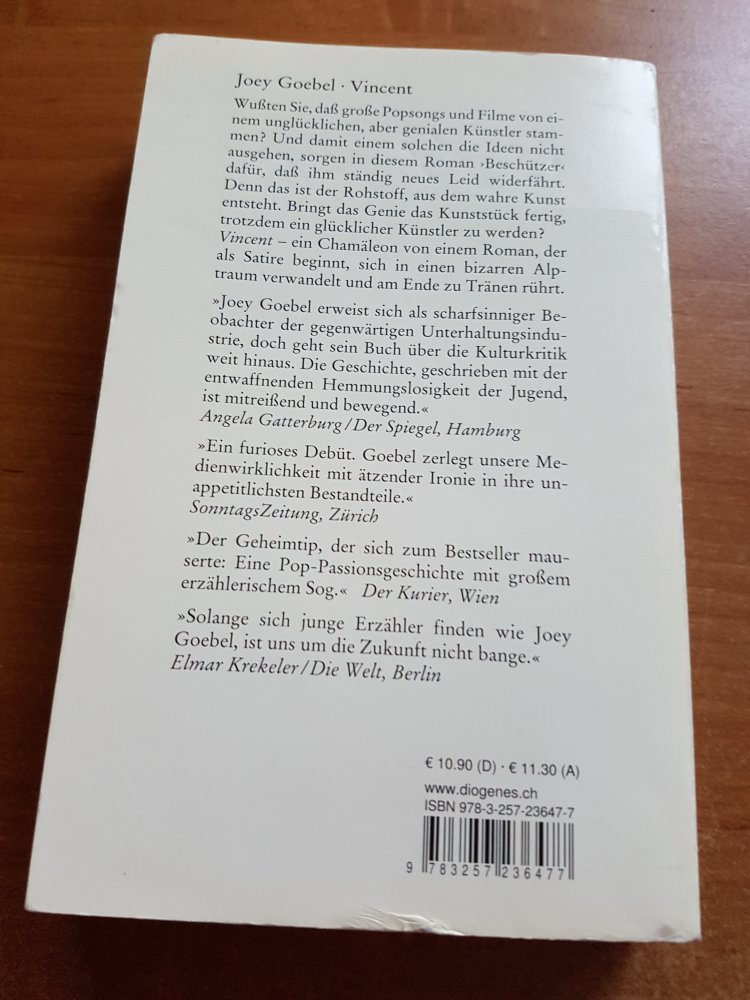 Joey Goebel · Vincent
Wußten Sie, daß große Popsongs und Filme von ei-
nem unglücklichen, aber genialen Künstler stam-
men? Und damit einem solchen die Ideen nicht
ausgehen, sorgen in diesem Roman ›Beschützer‹
dafür, daß ihm ständig neues Leid widerfährt.
Denn das ist der Rohstoff, aus dem wahre Kunst
entsteht. Bringt das Genie das Kunststück fertig,
trotzdem ein glücklicher Künstler zu werden?
Vincent – ein Chamäleon von einem Roman, der
als Satire beginnt, sich in einen bizarren Alp-
traum verwandelt und am Ende zu Tränen rührt.
»Joey Goebel erweist sich als scharfsinniger Be-
obachter der gegenwärtigen Unterhaltungsindu-
strie, doch geht sein Buch über die Kulturkritik
weit hinaus. Die Geschichte, geschrieben mit der
entwaffnenden Hemmungslosigkeit der Jugend,
ist mitreißend und bewegend.«
Angela Gatterburg/Der Spiegel, Hamburg
»Ein furioses Debüt. Goebel zerlegt unsere Me-
dienwirklichkeit mit ätzender Ironie in ihre un-
appetitlichsten Bestandteile.«
SonntagsZeitung, Zürich
»Der Geheimtip, der sich zum Bestseller mau-
serte: Eine Pop-Passionsgeschichte mit großem
erzählerischem Sog.« Der Kurier, Wien
»Solange sich junge Erzähler finden wie Joey
Goebel, ist uns um die Zukunft nicht bange.«
Elmar Krekeler/Die Welt, Berlin
€ 10.90 (D) · € 11.30 (A)
www.diogenes.ch
ISBN 978-3-257-23647-7
9 783257 236477